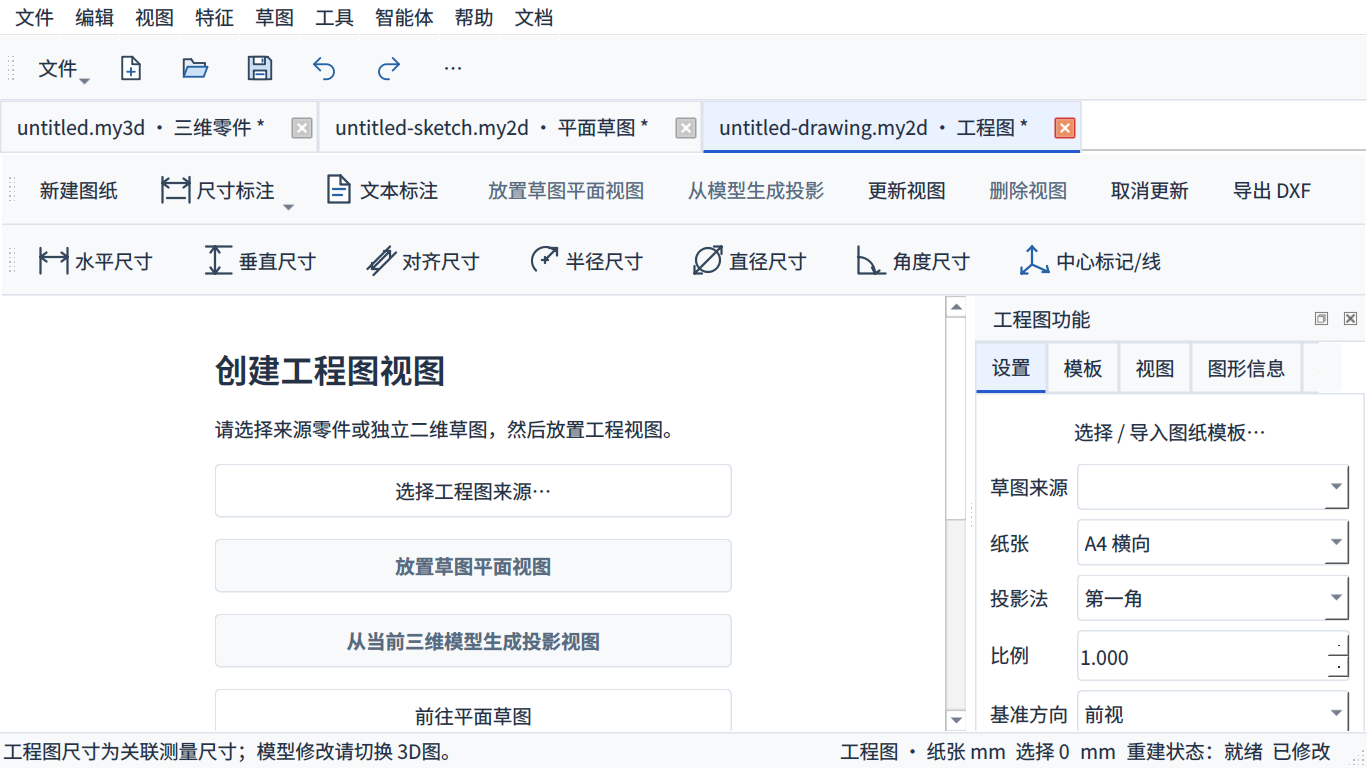 文件 编辑 视图 特征 草图 工具 智能体 帮助 文档
文件 ···
untitled.my3d · 三维零件 * untitled-sketch.my2d · 平面草图 * untitled-drawing.my2d · 工程图 *
新建图纸 尺寸标注 文本标注 放置草图平面视图 从模型生成投影 更新视图 删除视图 取消更新 导出 DXF
水平尺寸 垂直尺寸 对齐尺寸 半径尺寸 直径尺寸 角度尺寸 中心标记/线
创建工程图视图
请选择来源零件或独立二维草图，然后放置工程视图。
选择工程图来源…
放置草图平面视图
从当前三维模型生成投影视图
前往平面草图
工程图功能
设置 模板 视图 图形信息
选择 / 导入图纸模板…
草图来源
纸张 A4 横向
投影法 第一角
比例 1.000
基准方向 前视
工程图尺寸为关联测量尺寸；模型修改请切换 3D图。 工程图 · 纸张 mm 选择 0 mm 重建状态：就绪 已修改